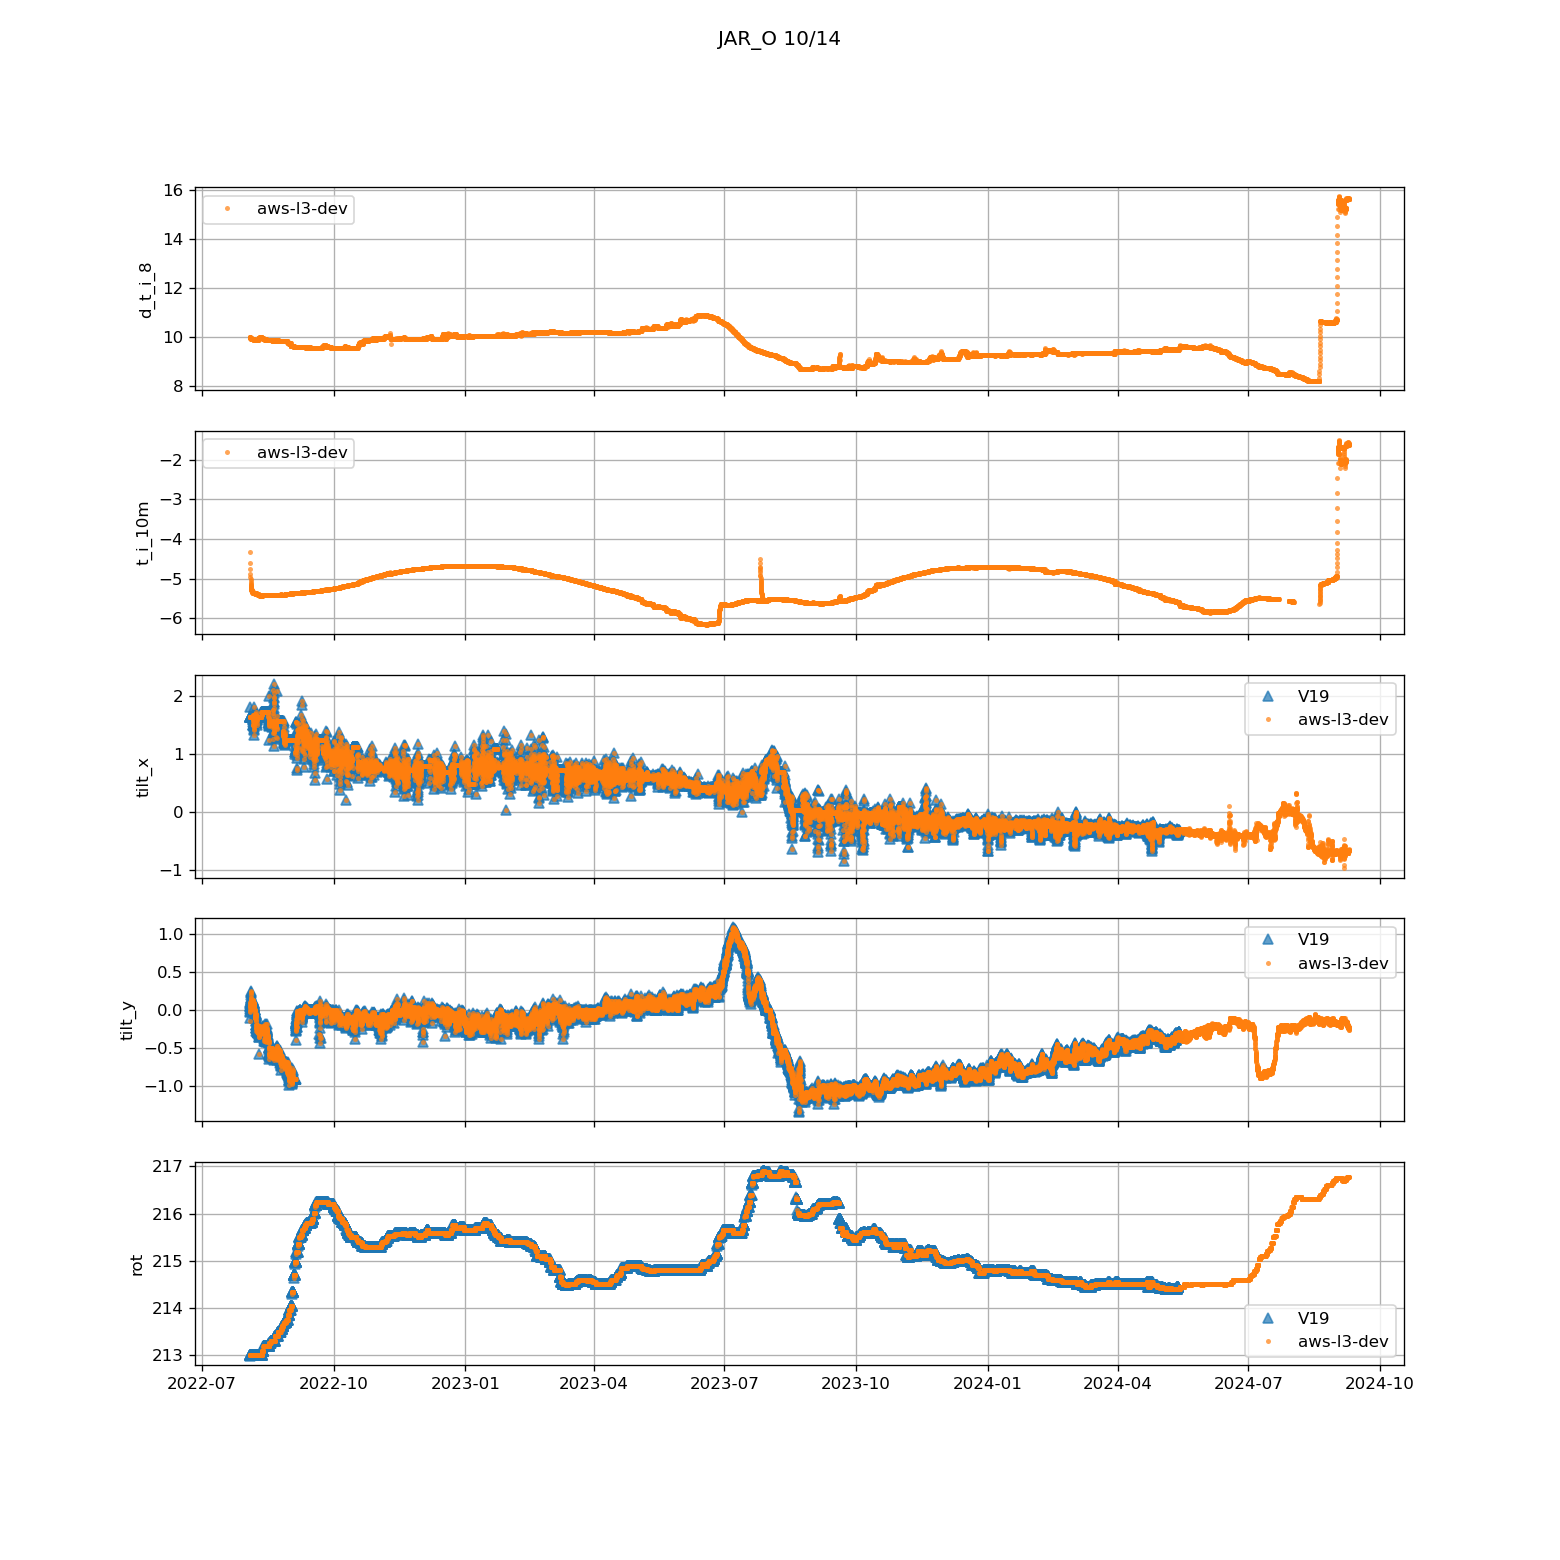 JAR_O 10/14
16
14
12
10
8
d_t_i_8
aws-l3-dev
−2
−3
−4
−5
−6
t_i_10m
aws-l3-dev
2
1
0
−1
tilt_x
V19
aws-l3-dev
1.0
0.5
0.0
−0.5
−1.0
tilt_y
V19
aws-l3-dev
217
216
215
214
213
rot
V19
aws-l3-dev
2022-07 2022-10 2023-01 2023-04 2023-07 2023-10 2024-01 2024-04 2024-07 2024-10